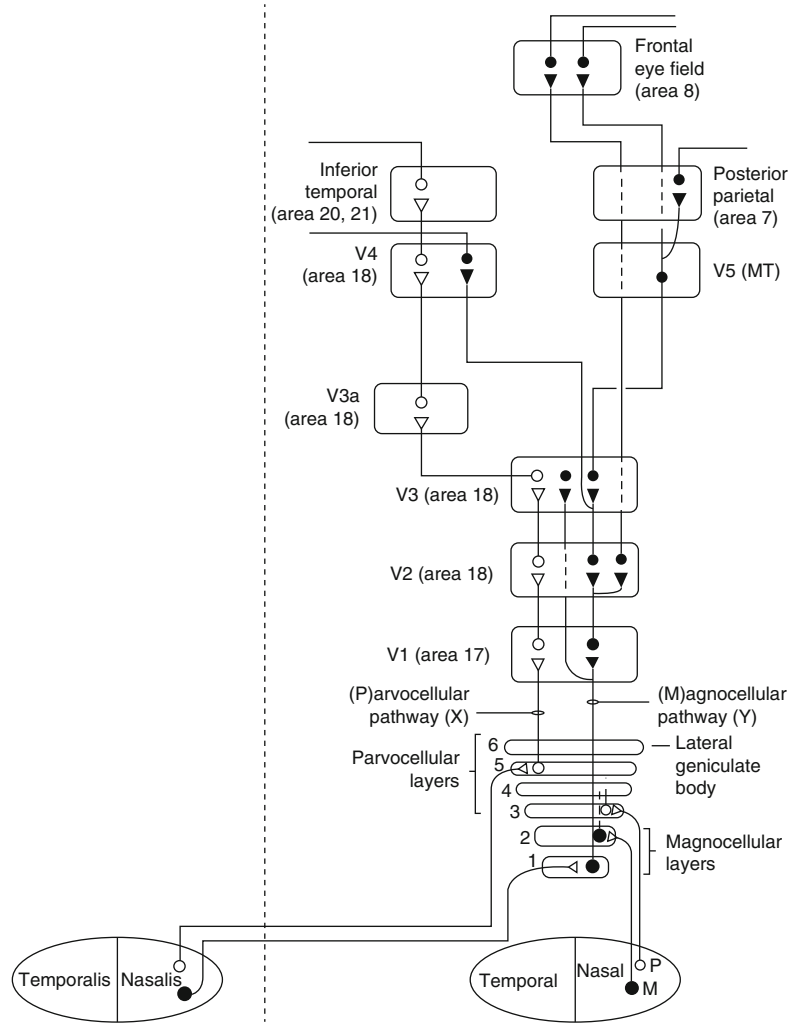 Frontal
eye field
(area 8)
Inferior
temporal
(area 20, 21)
Posterior
parietal
(area 7)
V4
(area 18)
V5 (MT)
V3a
(area 18)
V3 (area 18)
V2 (area 18)
V1 (area 17)
(P)arvocellular
pathway (X)
(M)agnocellular
pathway (Y)
Parvocellular
layers
6
5
4
3
2
1
Lateral
geniculate
body
Magnocellular
layers
Temporalis
Nasalis
Temporal
Nasal
P
M